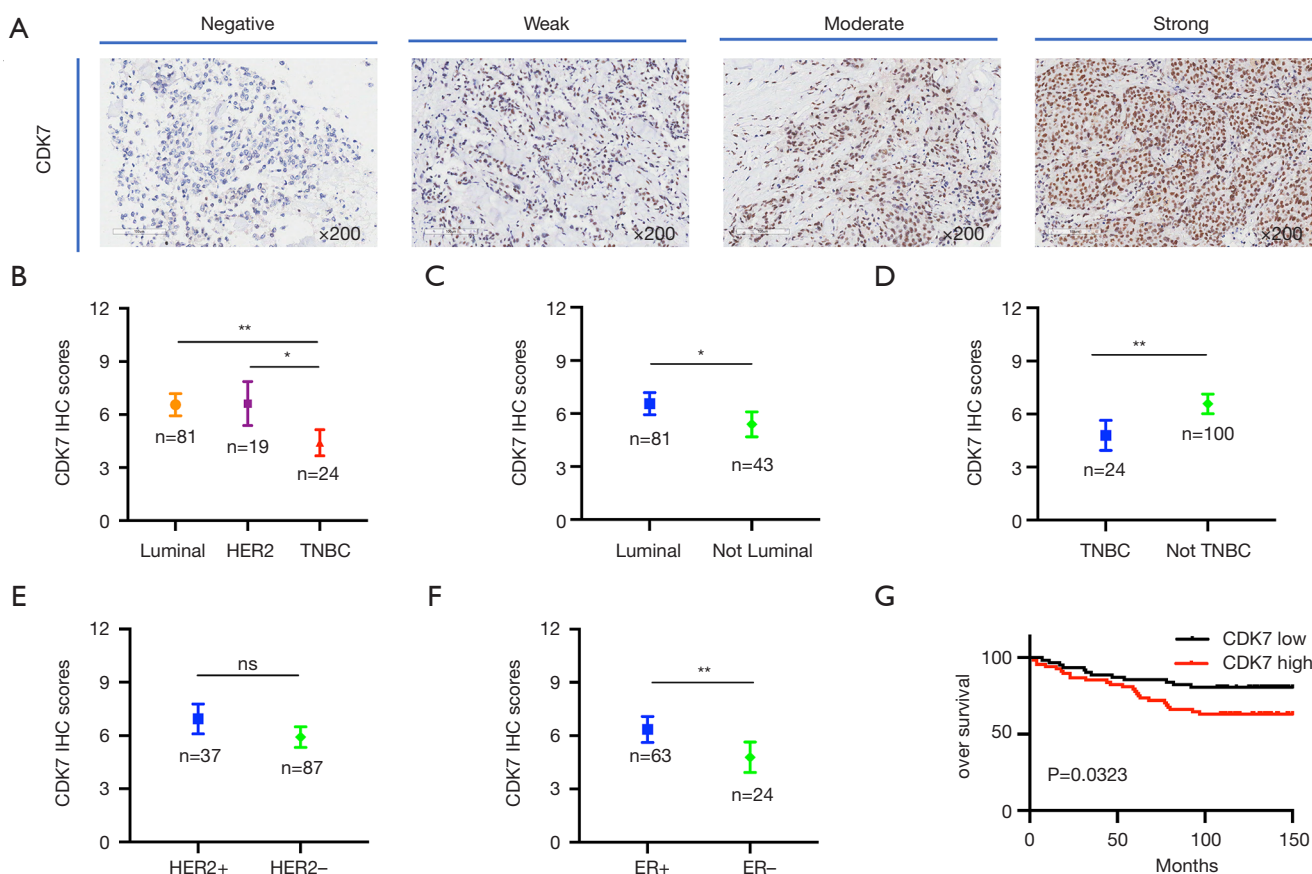 A
Negative
Weak
Moderate
Strong
CDK7
×200
×200
×200
×200
B
CDK7 IHC scores
12
9
6
3
0
**
*
n=81
n=19
n=24
Luminal
HER2
TNBC
C
CDK7 IHC scores
12
9
6
3
0
*
n=81
n=43
Luminal
Not Luminal
D
CDK7 IHC scores
12
9
6
3
0
**
n=24
n=100
TNBC
Not TNBC
E
CDK7 IHC scores
12
9
6
3
0
ns
n=37
n=87
HER2+
HER2–
F
CDK7 IHC scores
12
9
6
3
0
**
n=63
n=24
ER+
ER–
G
over survival
100
50
0
CDK7 low
CDK7 high
P=0.0323
0
50
100
150
Months